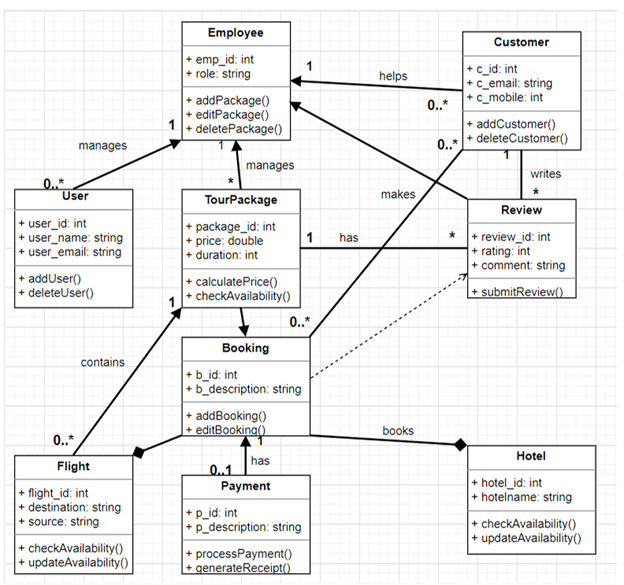 Employee
+ emp_id: int
+ role: string
+ addPackage()
+ editPackage()
+ deletePackage()
Customer
+ c_id: int
+ c_email: string
+ c_mobile: int
+ addCustomer()
+ deleteCustomer()
1
helps
0..*
1
manages
0..*
1
manages
*
0..*
makes
0..*
1
writes
*
User
+ user_id: int
+ user_name: string
+ user_email: string
+ addUser()
+ deleteUser()
TourPackage
+ package_id: int
+ price: double
+ duration: int
+ calculatePrice()
+ checkAvailability()
1
has
*
Review
+ review_id: int
+ rating: int
+ comment: string
+ submitReview()
1
contains
0..*
Booking
+ b_id: int
+ b_description: string
+ addBooking()
+ editBooking()
books
1
has
0..1
Flight
+ flight_id: int
+ destination: string
+ source: string
+ checkAvailability()
+ updateAvailability()
Payment
+ p_id: int
+ p_description: string
+ processPayment()
+ generateReceipt()
Hotel
+ hotel_id: int
+ hotelname: string
+ checkAvailability()
+ updateAvailability()